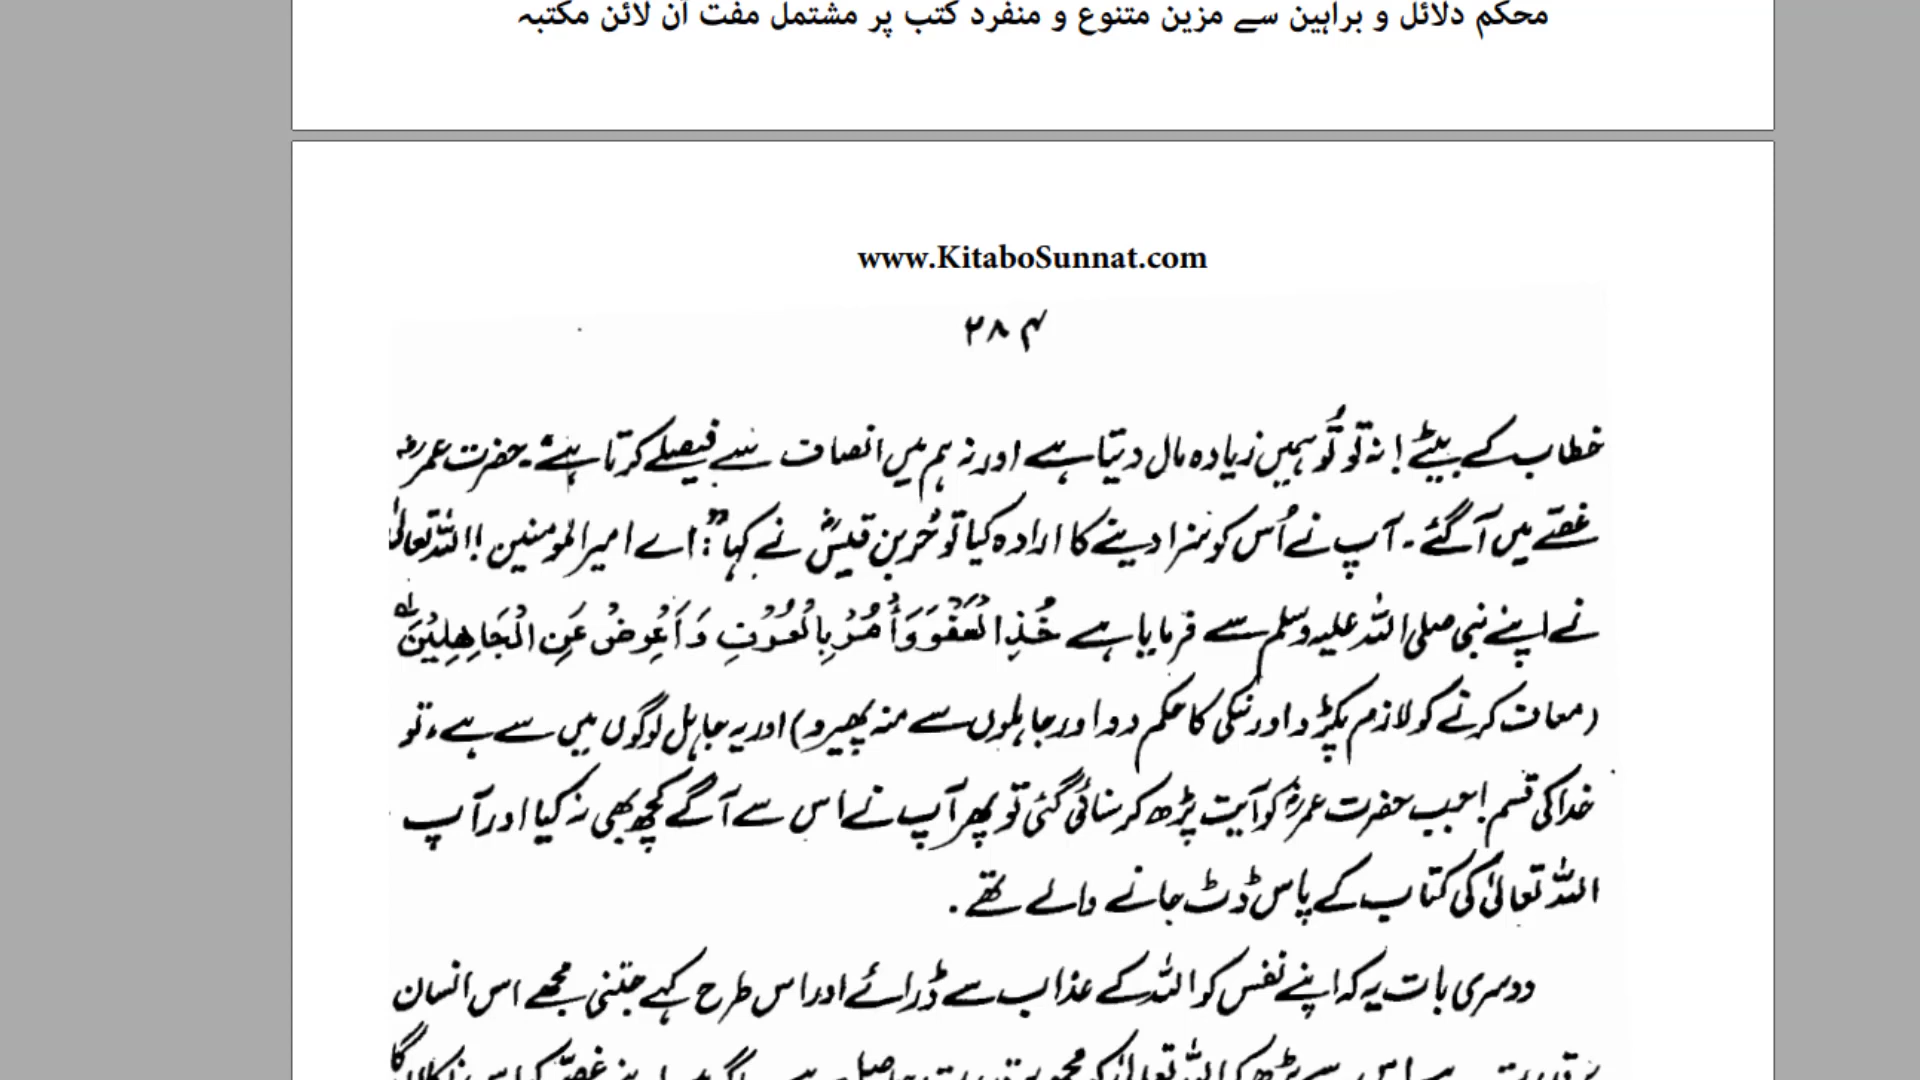 محکم دلائل و براہین سے مزین متنوع و منفرد کتب پر مشتمل مفت آن لائن مکتبہ
www.KitaboSunnat.com
۲۸۴
خطاب کے بیٹے! نہ تو تُو ہمیں زیادہ مال دیتا ہے اور نہ ہم میں انصاف سے فیصلے کرتا ہے"۔ حضرت عمرؓ
غصے میں آ گئے۔ آپ نے اُس کو سزا دینے کا ارادہ کیا تو حُر بن قیسؓ نے کہا: "اے امیرالمومنین! اللہ تعالیٰ
نے اپنے نبی صلی اللہ علیہ وسلم سے فرمایا ہے خُذِ الْعَفْوَ وَأْمُرْ بِالْعُرْفِ وَاَعْرِضْ عَنِ الْجَاهِلِيْنَ
(معاف کرنے کو لازم پکڑو اور نیکی کا حکم دو اور جاہلوں سے منہ پھیرو) اور یہ جاہل لوگوں میں سے ہے، تو
خدا کی قسم! جب حضرت عمرؓ کو آیت پڑھ کر سنائی گئی تو پھر آپ نے اس سے آگے کچھ بھی نہ کیا اور آپ
اللہ تعالیٰ کی کتاب کے پاس ڈٹ جانے والے تھے۔
دوسری بات یہ کہ اپنے نفس کو اللہ کے عذاب سے ڈرائے اور اس طرح کہے جتنی مجھے اس انسان